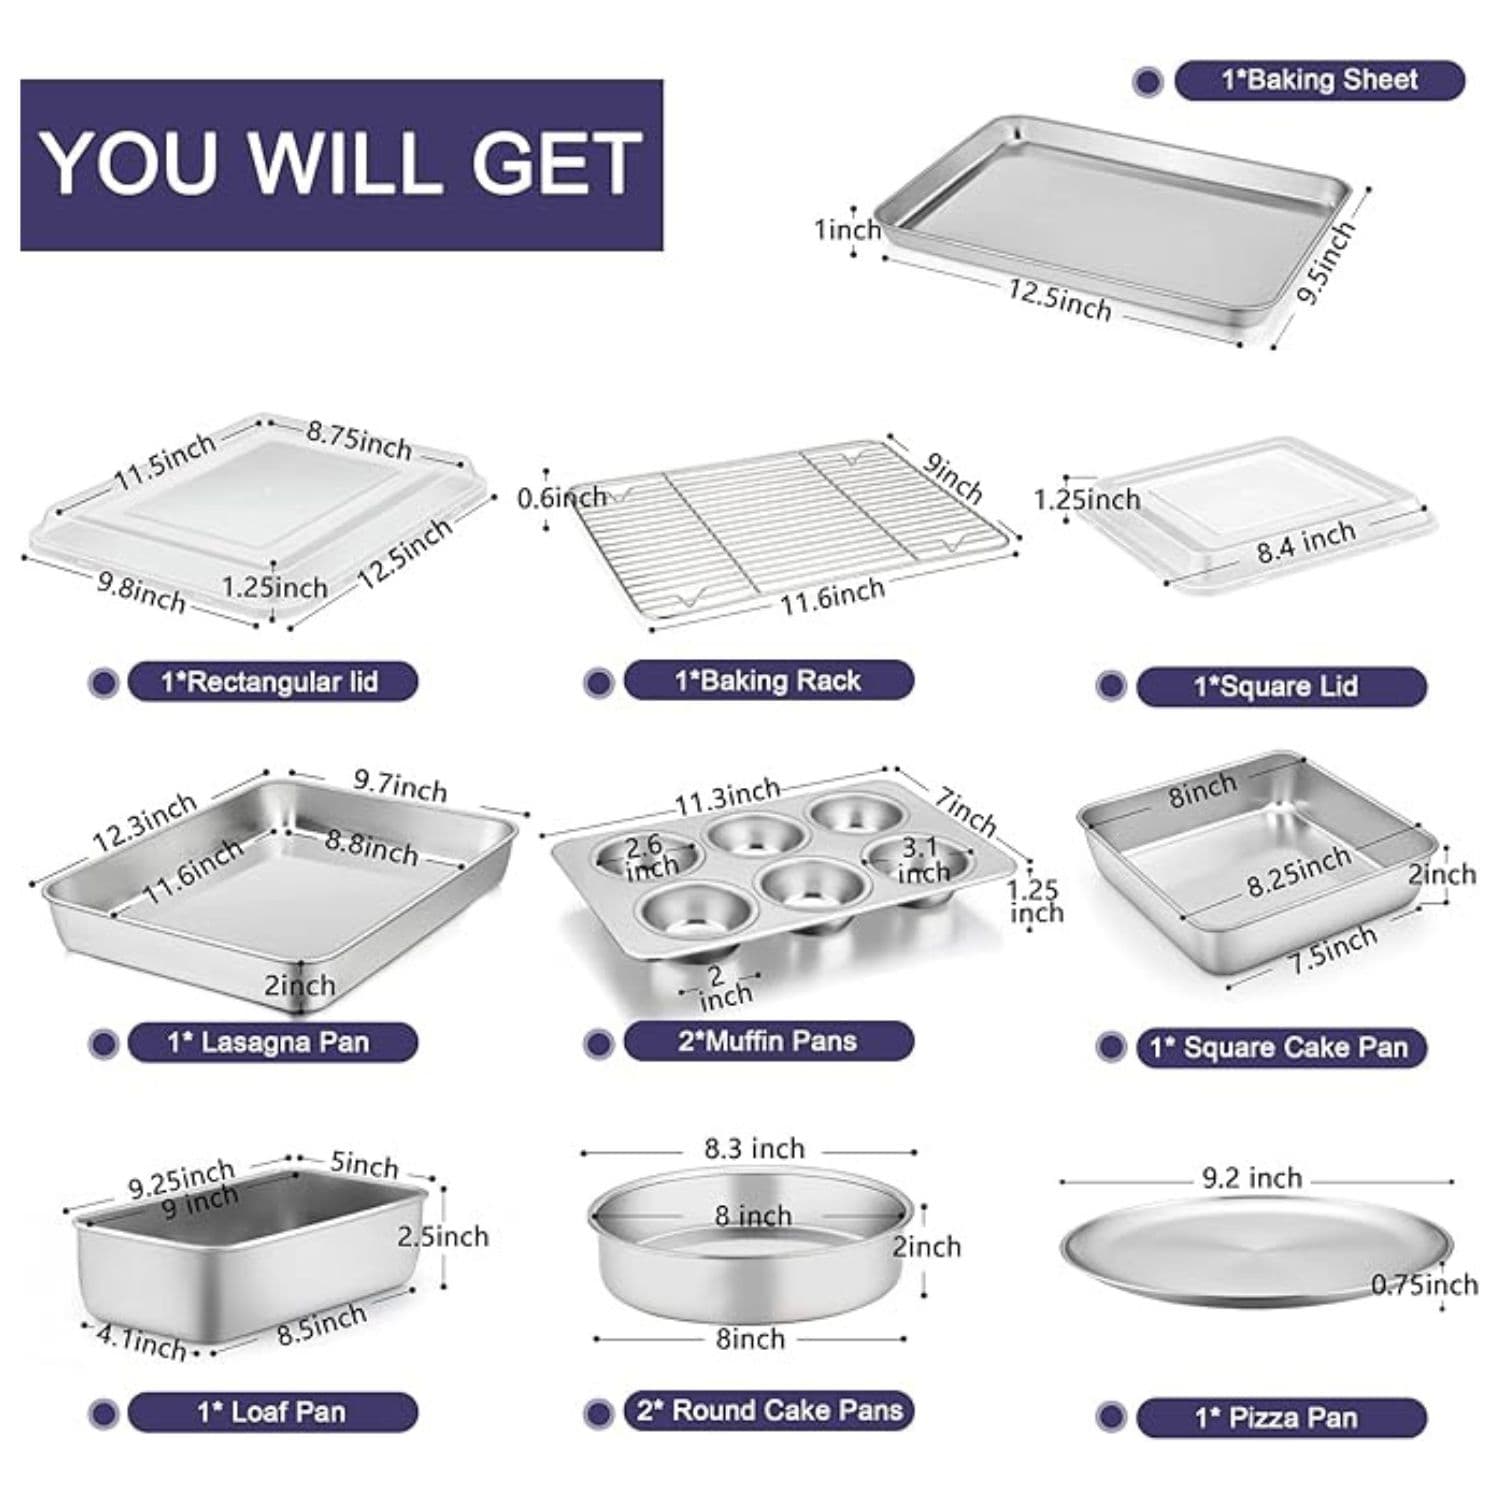 YOU WILL GET
1*Baking Sheet
1inch
12.5inch
9.5inch
11.5inch
8.75inch
9.8inch
1.25inch
12.5inch
1*Rectangular lid
0.6inch
9inch
11.6inch
1*Baking Rack
1.25inch
8.4 inch
1*Square Lid
12.3inch
9.7inch
11.6inch
8.8inch
2inch
1* Lasagna Pan
11.3inch
7inch
2.6
inch
3.1
inch
1.25
inch
2
inch
2*Muffin Pans
8inch
8.25inch
2inch
7.5inch
1* Square Cake Pan
9.25inch
5inch
9 inch
2.5inch
4.1inch
8.5inch
1* Loaf Pan
8.3 inch
8 inch
2inch
8inch
2* Round Cake Pans
9.2 inch
0.75inch
1* Pizza Pan